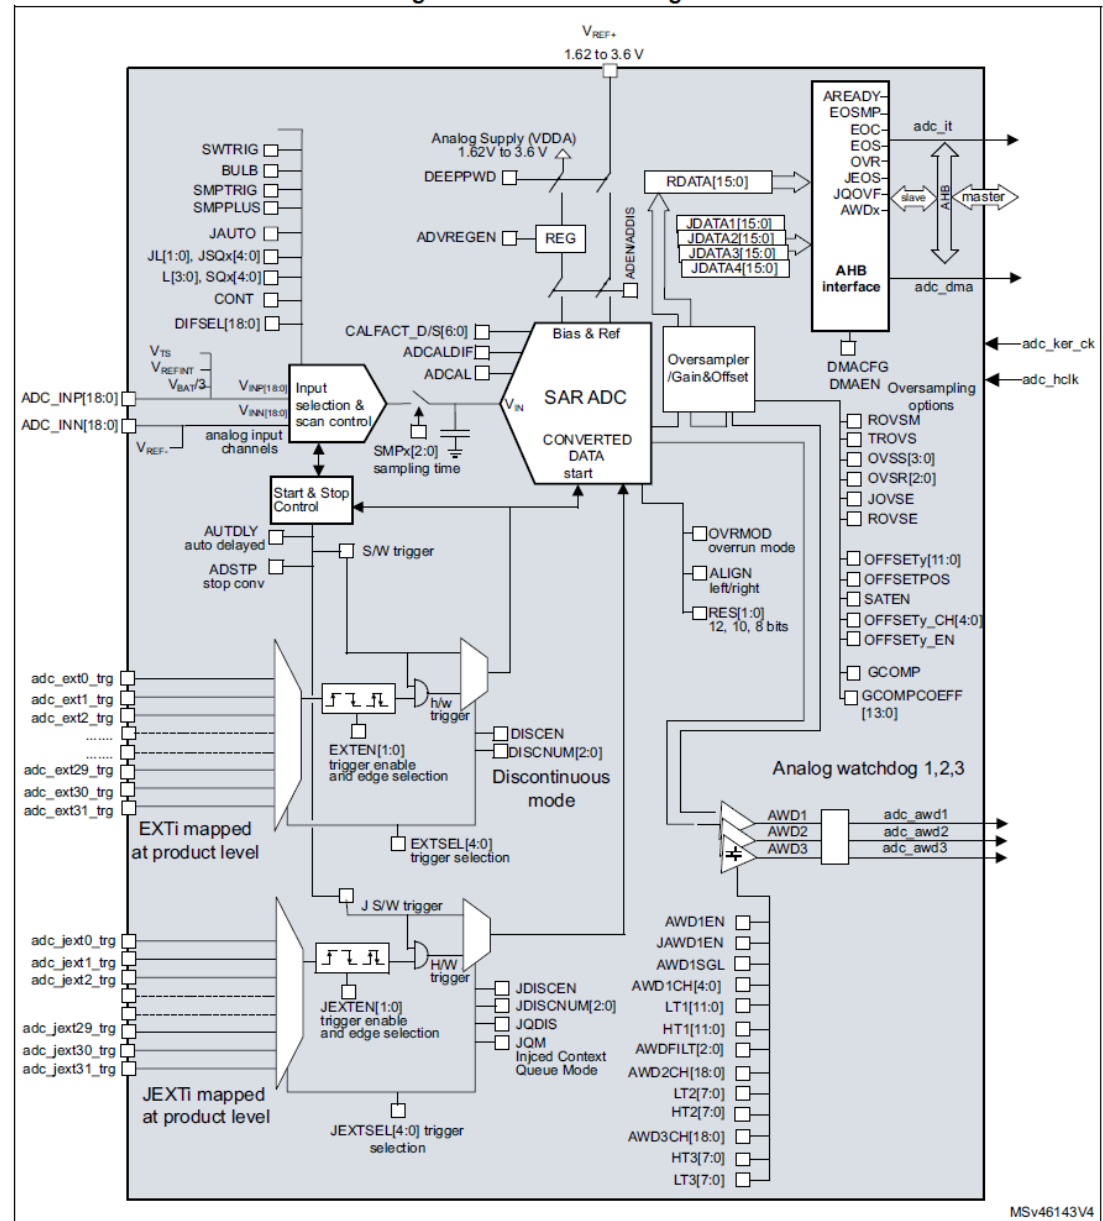 VREF+
1.62 to 3.6 V
AREADY
EOSMP
EOC
EOS
OVR
JEOS
JQOVF
AWDx
adc_it
slave
AHB
master
AHB
interface
adc_dma
DMACFG
DMAEN
adc_ker_ck
adc_hclk
Analog Supply (VDDA)
1.62V to 3.6 V
DEEPPWD
ADVREGEN
REG
ADEN/ADDIS
RDATA[15:0]
JDATA1[15:0]
JDATA2[15:0]
JDATA3[15:0]
JDATA4[15:0]
SWTRIG
BULB
SMPTRIG
SMPPLUS
JAUTO
JL[1:0], JSQx[4:0]
L[3:0], SQx[4:0]
CONT
DIFSEL[18:0]
CALFACT_D/S[6:0]
ADCALDIF
ADCAL
Bias & Ref
VIN
SAR ADC
CONVERTED
DATA
start
Oversampler
/Gain&Offset
VTS
VREFINT
VBAT/3
ADC_INP[18:0]
ADC_INN[18:0]
VINP[18:0]
VINN[18:0]
VREF-
analog input
channels
Input
selection &
scan control
SMPx[2:0]
sampling time
Start & Stop
Control
AUTDLY
auto delayed
ADSTP
stop conv
S/W trigger
Oversampling
options
ROVSM
TROVS
OVSS[3:0]
OVSR[2:0]
JOVSE
ROVSE
OFFSETy[11:0]
OFFSETPOS
SATEN
OFFSETy_CH[4:0]
OFFSETy_EN
GCOMP
GCOMPCOEFF
[13:0]
OVRMOD
overrun mode
ALIGN
left/right
RES[1:0]
12, 10, 8 bits
adc_ext0_trg
adc_ext1_trg
adc_ext2_trg
.......
.......
adc_ext29_trg
adc_ext30_trg
adc_ext31_trg
EXTi mapped
at product level
h/w
trigger
EXTEN[1:0]
trigger enable
and edge selection
DISCEN
DISCNUM[2:0]
Discontinuous
mode
EXTSEL[4:0]
trigger selection
Analog watchdog 1,2,3
AWD1
AWD2
AWD3
adc_awd1
adc_awd2
adc_awd3
J S/W trigger
adc_jext0_trg
adc_jext1_trg
adc_jext2_trg
adc_jext29_trg
adc_jext30_trg
adc_jext31_trg
JEXTi mapped
at product level
H/W
trigger
JEXTEN[1:0]
trigger enable
and edge selection
JDISCEN
JDISCNUM[2:0]
JQDIS
JQM
Injced Context
Queue Mode
JEXTSEL[4:0] trigger
selection
AWD1EN
JAWD1EN
AWD1SGL
AWD1CH[4:0]
LT1[11:0]
HT1[11:0]
AWDFILT[2:0]
AWD2CH[18:0]
LT2[7:0]
HT2[7:0]
AWD3CH[18:0]
HT3[7:0]
LT3[7:0]
MSv46143V4